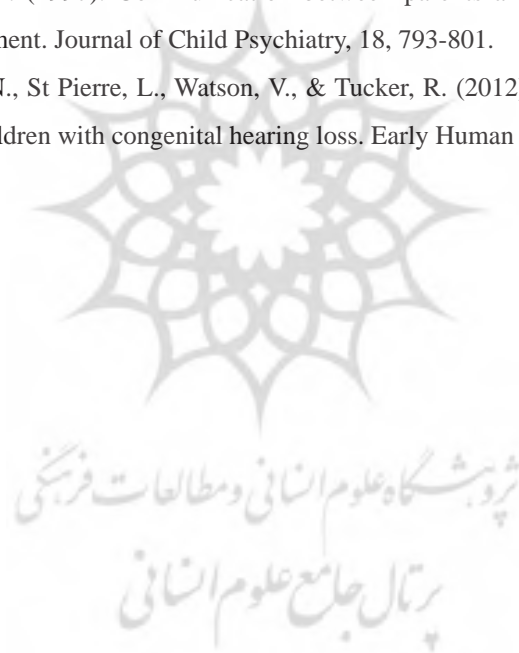 ment. Journal of Child Psychiatry, 18, 793-801.
N., St Pierre, L., Watson, V., & Tucker, R. (2012
ldren with congenital hearing loss. Early Human
پژوهشگاه علوم انسانی و مطالعات فرهنگی
پرتال جامع علوم انسانی